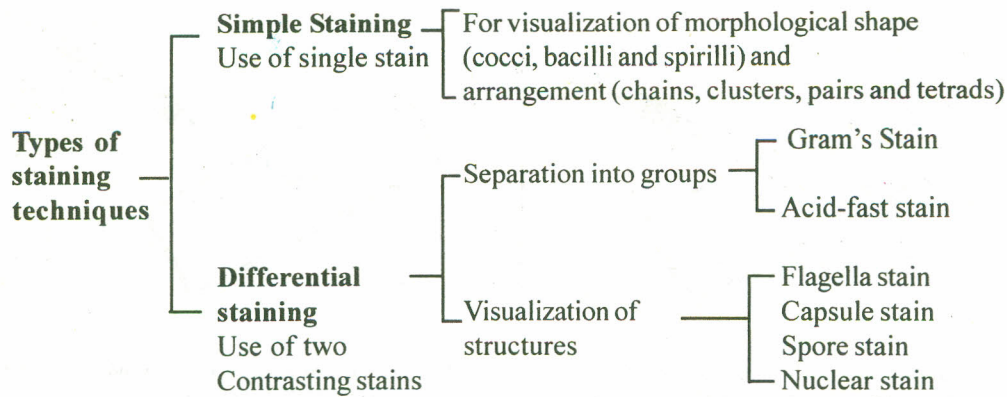 Types of
staining
techniques
Simple Staining
Use of single stain
For visualization of morphological shape
(cocci, bacilli and spirilli) and
arrangement (chains, clusters, pairs and tetrads)
Differential
staining
Use of two
Contrasting stains
Separation into groups
Gram's Stain
Acid-fast stain
Visualization of
structures
Flagella stain
Capsule stain
Spore stain
Nuclear stain